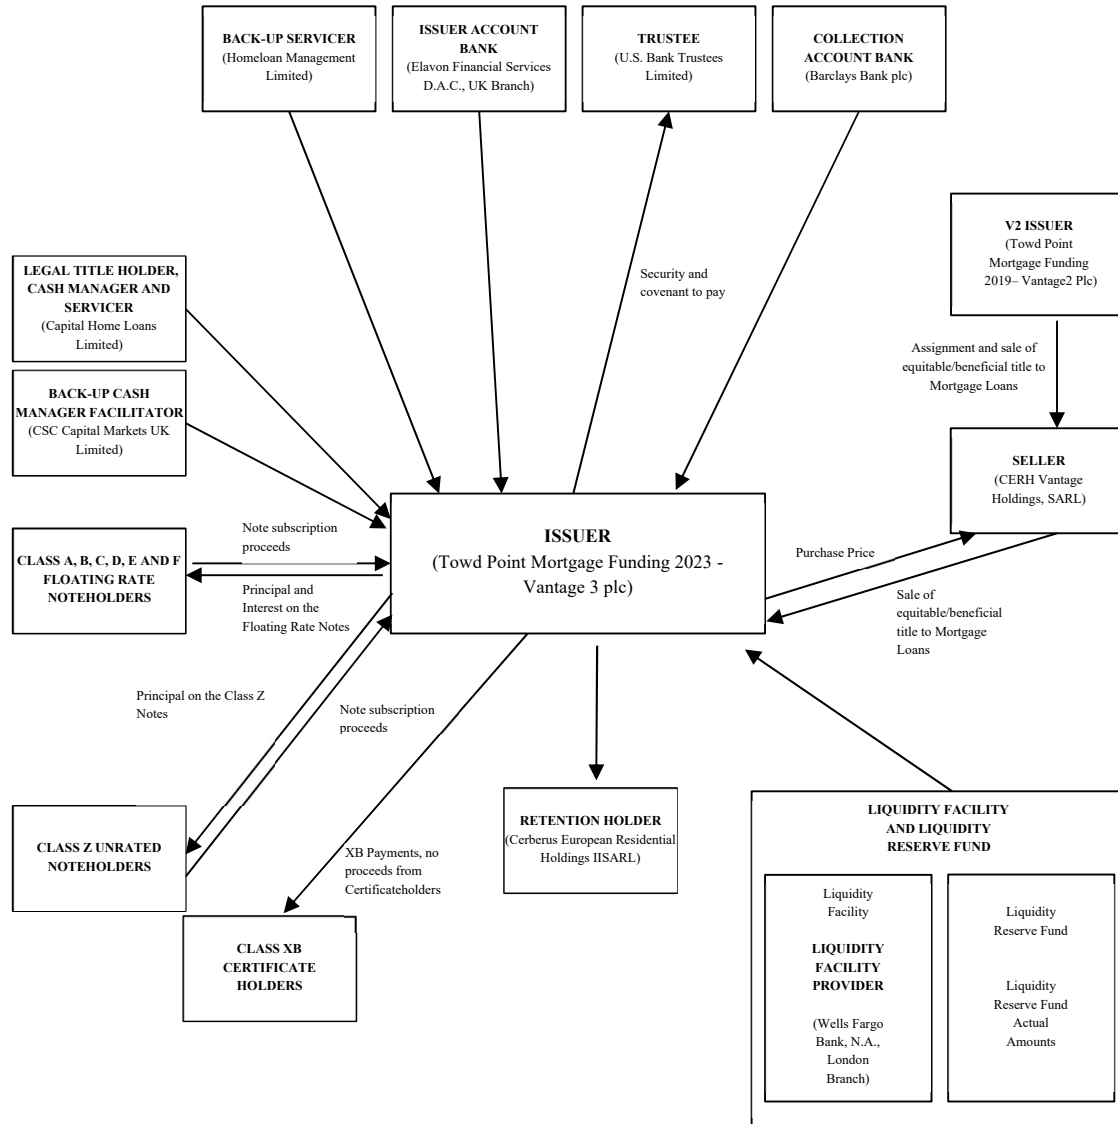 BACK-UP SERVICER
(Homeloan Management
Limited)
ISSUER ACCOUNT
BANK
(Elavon Financial Services
D.A.C., UK Branch)
TRUSTEE
(U.S. Bank Trustees
Limited)
COLLECTION
ACCOUNT BANK
(Barclays Bank plc)
V2 ISSUER
(Towd Point
Mortgage Funding
2019– Vantage2 Plc)
LEGAL TITLE HOLDER,
CASH MANAGER AND
SERVICER
(Capital Home Loans
Limited)
Security and
covenant to pay
Assignment and sale of
equitable/beneficial title to
Mortgage Loans
BACK-UP CASH
MANAGER FACILITATOR
(CSC Capital Markets UK
Limited)
SELLER
(CERH Vantage
Holdings, SARL)
ISSUER
(Towd Point Mortgage Funding 2023 -
Vantage 3 plc)
Note subscription
proceeds
CLASS A, B, C, D, E AND F
FLOATING RATE
NOTEHOLDERS
Principal and
Interest on the
Floating Rate Notes
Purchase Price
Sale of
equitable/beneficial
title to Mortgage
Loans
Principal on the Class Z
Notes
Note subscription
proceeds
CLASS Z UNRATED
NOTEHOLDERS
XB Payments, no
proceeds from
Certificateholders
RETENTION HOLDER
(Cerberus European Residential
Holdings IISARL)
CLASS XB
CERTIFICATE
HOLDERS
LIQUIDITY FACILITY
AND LIQUIDITY
RESERVE FUND
Liquidity
Facility
LIQUIDITY
FACILITY
PROVIDER
(Wells Fargo
Bank, N.A.,
London
Branch)
Liquidity
Reserve Fund
Liquidity
Reserve Fund
Actual
Amounts